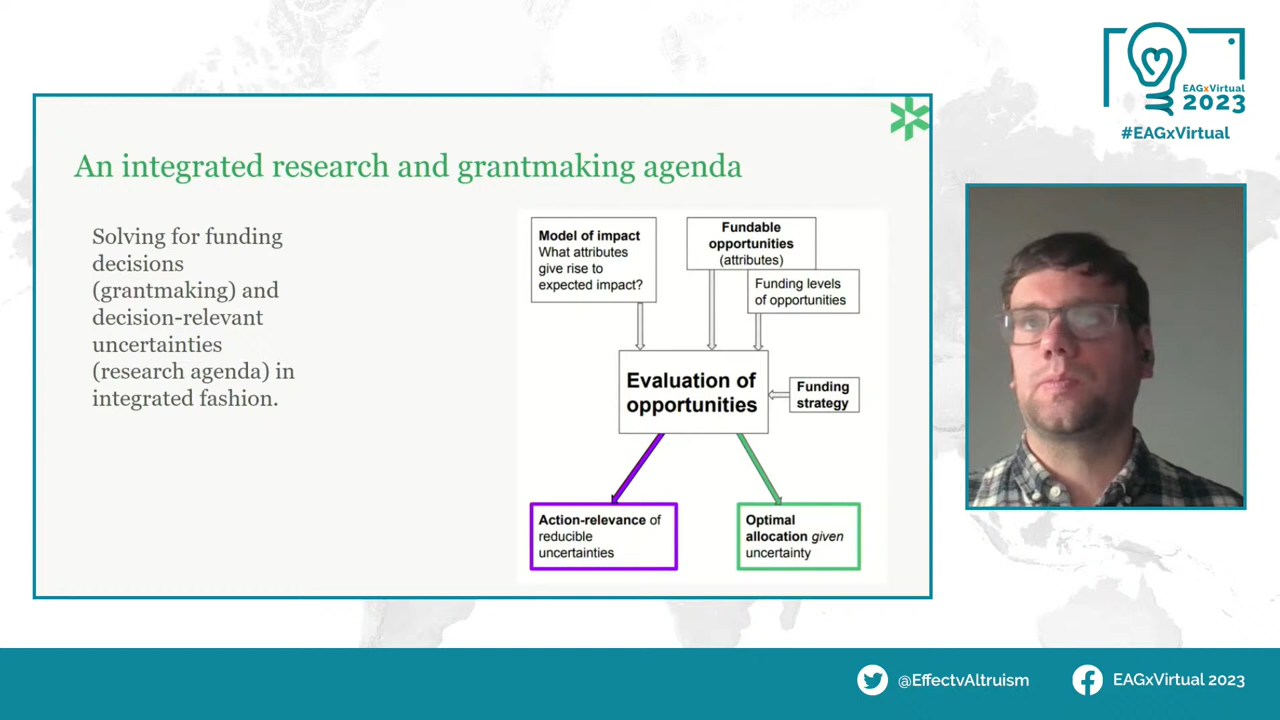 EAGxVirtual
2023
#EAGxVirtual
An integrated research and grantmaking agenda
Solving for funding
decisions
(grantmaking) and
decision-relevant
uncertainties
(research agenda) in
integrated fashion.
Model of impact
What attributes
give rise to
expected impact?
Fundable
opportunities
(attributes)
Funding levels
of opportunities
Evaluation of
opportunities
Funding
strategy
Action-relevance of
reducible
uncertainties
Optimal
allocation given
uncertainty
@EffectvAltruism
EAGxVirtual 2023